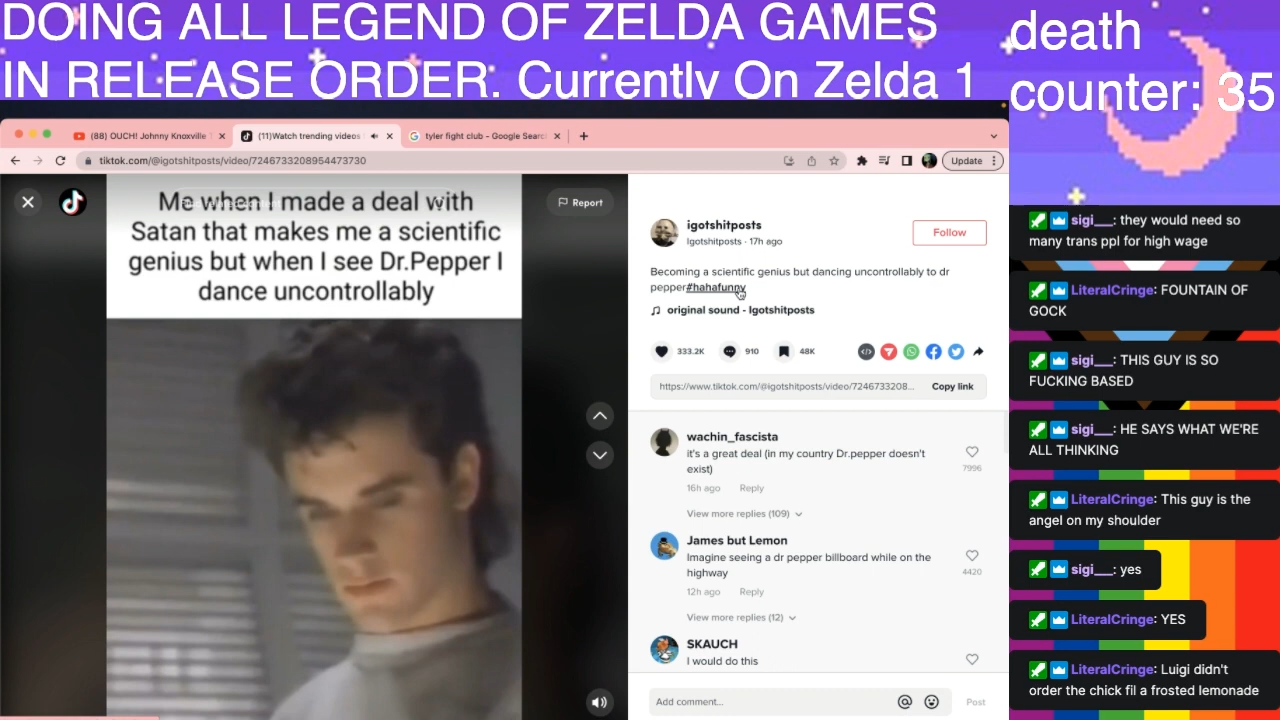 DOING ALL LEGEND OF ZELDA GAMES
IN RELEASE ORDER. Currently On Zelda 1
death
counter: 35
(88) OUCH! Johnny Knoxville
(11)Watch trending videos
tyler fight club - Google Searc
tiktok.com/@igotshitposts/video/7246733208954473730
Update
Me when I made a deal with
Satan that makes me a scientific
genius but when I see Dr.Pepper I
dance uncontrollably
Report
igotshitposts
Igotshitposts · 17h ago
Follow
Becoming a scientific genius but dancing uncontrollably to dr
pepper#hahafunny
original sound - Igotshitposts
333.2K
910
48K
https://www.tiktok.com/@igotshitposts/video/7246733208...
Copy link
wachin_fascista
it's a great deal (in my country Dr.pepper doesn't
exist)
7996
16h ago Reply
View more replies (109)
James but Lemon
Imagine seeing a dr pepper billboard while on the
highway
4420
12h ago Reply
View more replies (12)
SKAUCH
I would do this
Add comment...
Post
sigi___: they would need so
many trans ppl for high wage
LiteralCringe: FOUNTAIN OF
GOCK
sigi___: THIS GUY IS SO
FUCKING BASED
sigi___: HE SAYS WHAT WE'RE
ALL THINKING
LiteralCringe: This guy is the
angel on my shoulder
sigi___: yes
LiteralCringe: YES
LiteralCringe: Luigi didn't
order the chick fil a frosted lemonade